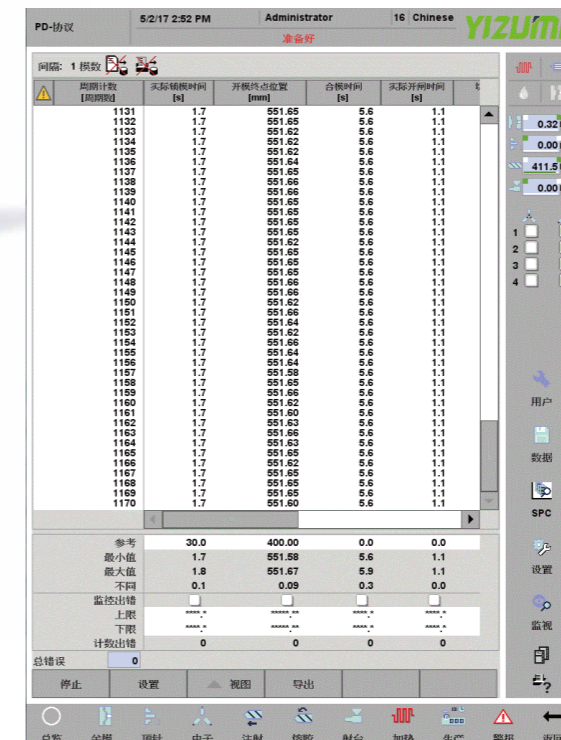 PD-协议
5/2/17 2:52 PM
Administrator
16 Chinese
YIZUMI
准备好
间隔: 1 模数
周期计数 实际锁模时间 开模终点位置 合模时间 实际开闸时间
[周期数] [s] [mm] [s] [s]
1131 1.7 551.65 5.6 1.1
1132 1.7 551.65 5.6 1.1
1133 1.7 551.62 5.6 1.1
1134 1.7 551.62 5.6 1.1
1135 1.7 551.62 5.6 1.1
1136 1.7 551.64 5.6 1.1
1137 1.7 551.65 5.6 1.1
1138 1.7 551.66 5.6 1.1
1139 1.7 551.66 5.6 1.1
1140 1.7 551.65 5.6 1.1
1141 1.7 551.65 5.6 1.1
1142 1.7 551.65 5.6 1.1
1143 1.7 551.65 5.6 1.1
1144 1.7 551.62 5.6 1.1
1145 1.7 551.65 5.6 1.1
1146 1.7 551.65 5.6 1.1
1147 1.7 551.65 5.6 1.1
1148 1.7 551.66 5.6 1.1
1149 1.7 551.66 5.6 1.1
1150 1.7 551.62 5.6 1.1
1151 1.7 551.66 5.6 1.1
1152 1.7 551.64 5.6 1.1
1153 1.7 551.62 5.6 1.1
1154 1.7 551.66 5.6 1.1
1155 1.7 551.64 5.6 1.1
1156 1.7 551.64 5.6 1.1
1157 1.7 551.58 5.6 1.1
1158 1.7 551.65 5.6 1.1
1159 1.7 551.66 5.6 1.1
1160 1.7 551.62 5.6 1.1
1161 1.7 551.60 5.6 1.1
1162 1.7 551.63 5.6 1.1
1163 1.7 551.66 5.6 1.1
1164 1.7 551.63 5.6 1.1
1165 1.7 551.65 5.6 1.1
1166 1.7 551.62 5.6 1.1
1167 1.7 551.65 5.6 1.1
1168 1.7 551.65 5.6 1.1
1169 1.7 551.65 5.6 1.1
1170 1.7 551.60 5.6 1.1
参考 30.0 400.00 0.0 0.0
最小值 1.7 551.58 5.6 1.1
最大值 1.8 551.67 5.9 1.1
不同 0.1 0.09 0.3 0.0
监控出错
上限 ****.* *****.** ****.* ****.*
下限 ****.* *****.** ****.* ****.*
计数出错 0 0 0 0
总错误 0
停止 设置 视图 导出
0.32
0.00
411.5
0.00
1
2
3
4
用户
数据
SPC
设置
监视
总览 合模 顶针 中子 注射 熔胶 射台 加热 生产 警报 返回